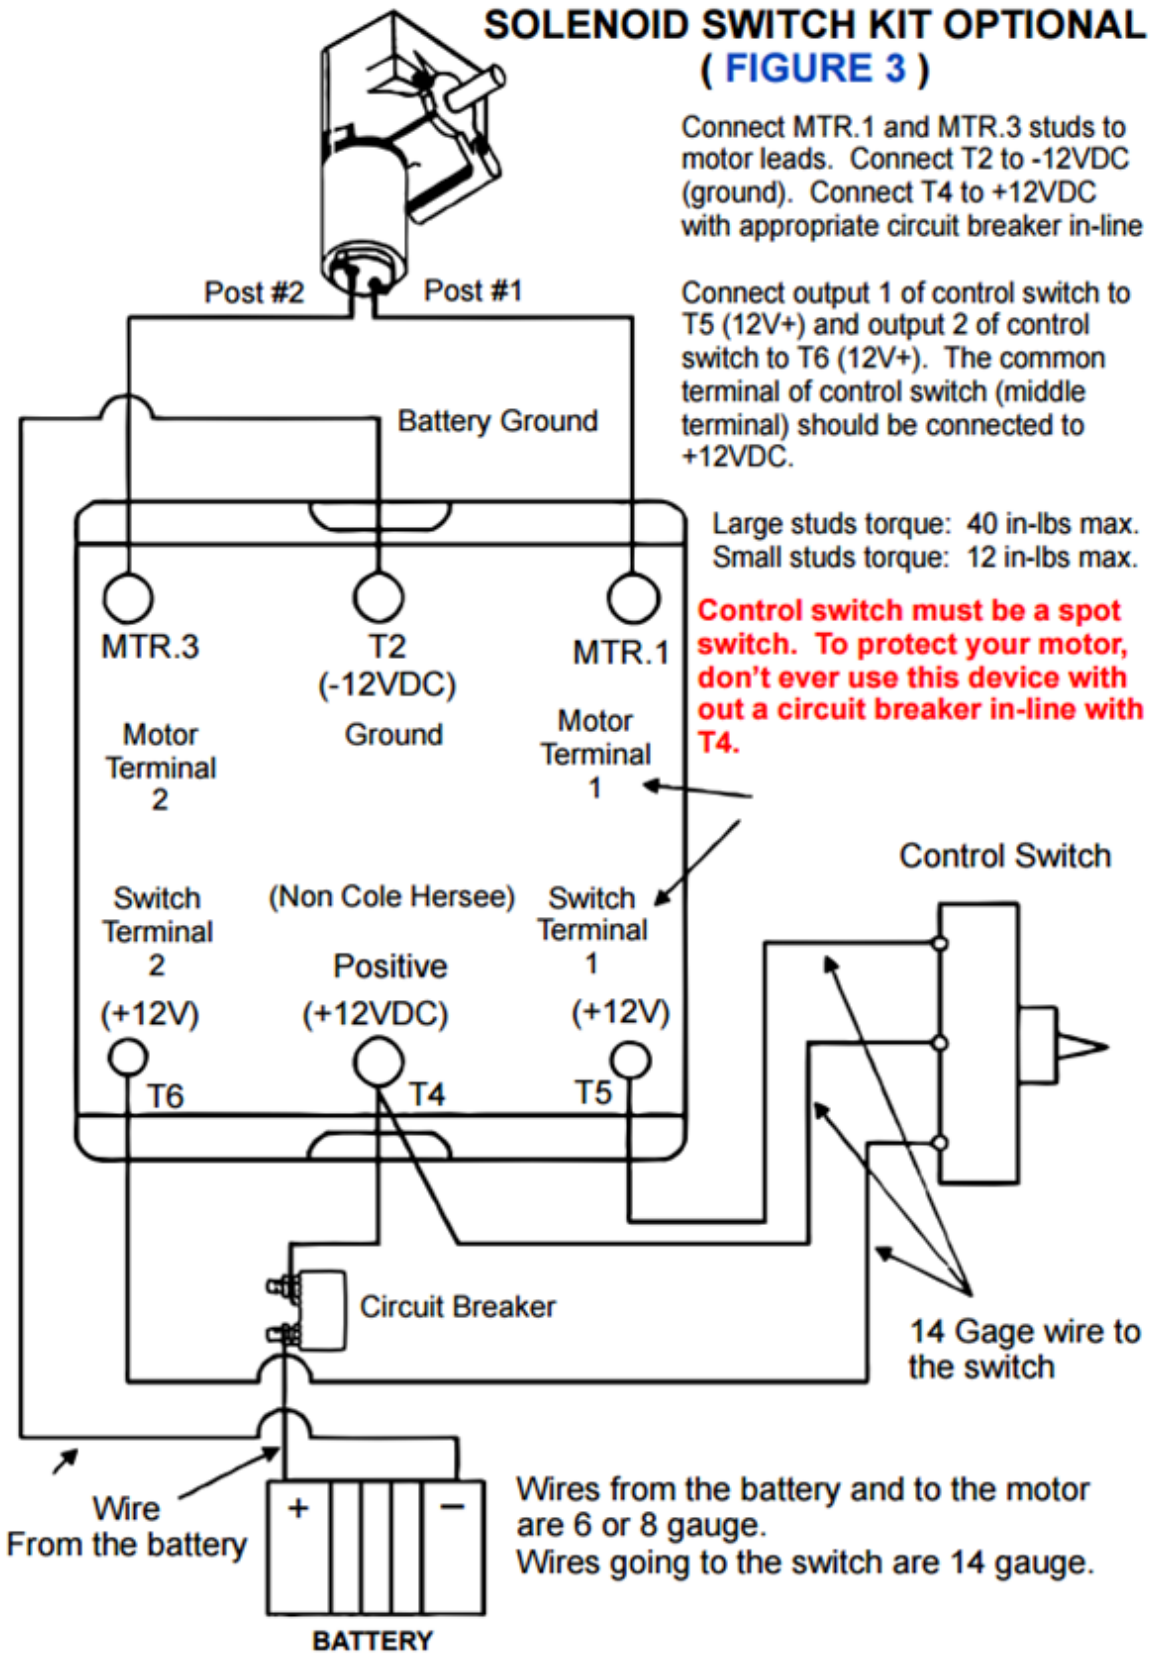 SOLENOID SWITCH KIT OPTIONAL
( FIGURE 3 )
Connect MTR.1 and MTR.3 studs to
motor leads. Connect T2 to -12VDC
(ground). Connect T4 to +12VDC
with appropriate circuit breaker in-line
Post #2
Post #1
Connect output 1 of control switch to
T5 (12V+) and output 2 of control
switch to T6 (12V+). The common
terminal of control switch (middle
terminal) should be connected to
+12VDC.
Battery Ground
Large studs torque: 40 in-lbs max.
Small studs torque: 12 in-lbs max.
Control switch must be a spot
switch. To protect your motor,
don't ever use this device with
out a circuit breaker in-line with
T4.
MTR.3
T2
(-12VDC)
Ground
MTR.1
Motor
Terminal
2
Motor
Terminal
1
Control Switch
Switch
Terminal
2
(+12V)
T6
(Non Cole Hersee)
Positive
(+12VDC)
T4
Switch
Terminal
1
(+12V)
T5
Circuit Breaker
14 Gage wire to
the switch
Wire
From the battery
+
−
BATTERY
Wires from the battery and to the motor
are 6 or 8 gauge.
Wires going to the switch are 14 gauge.